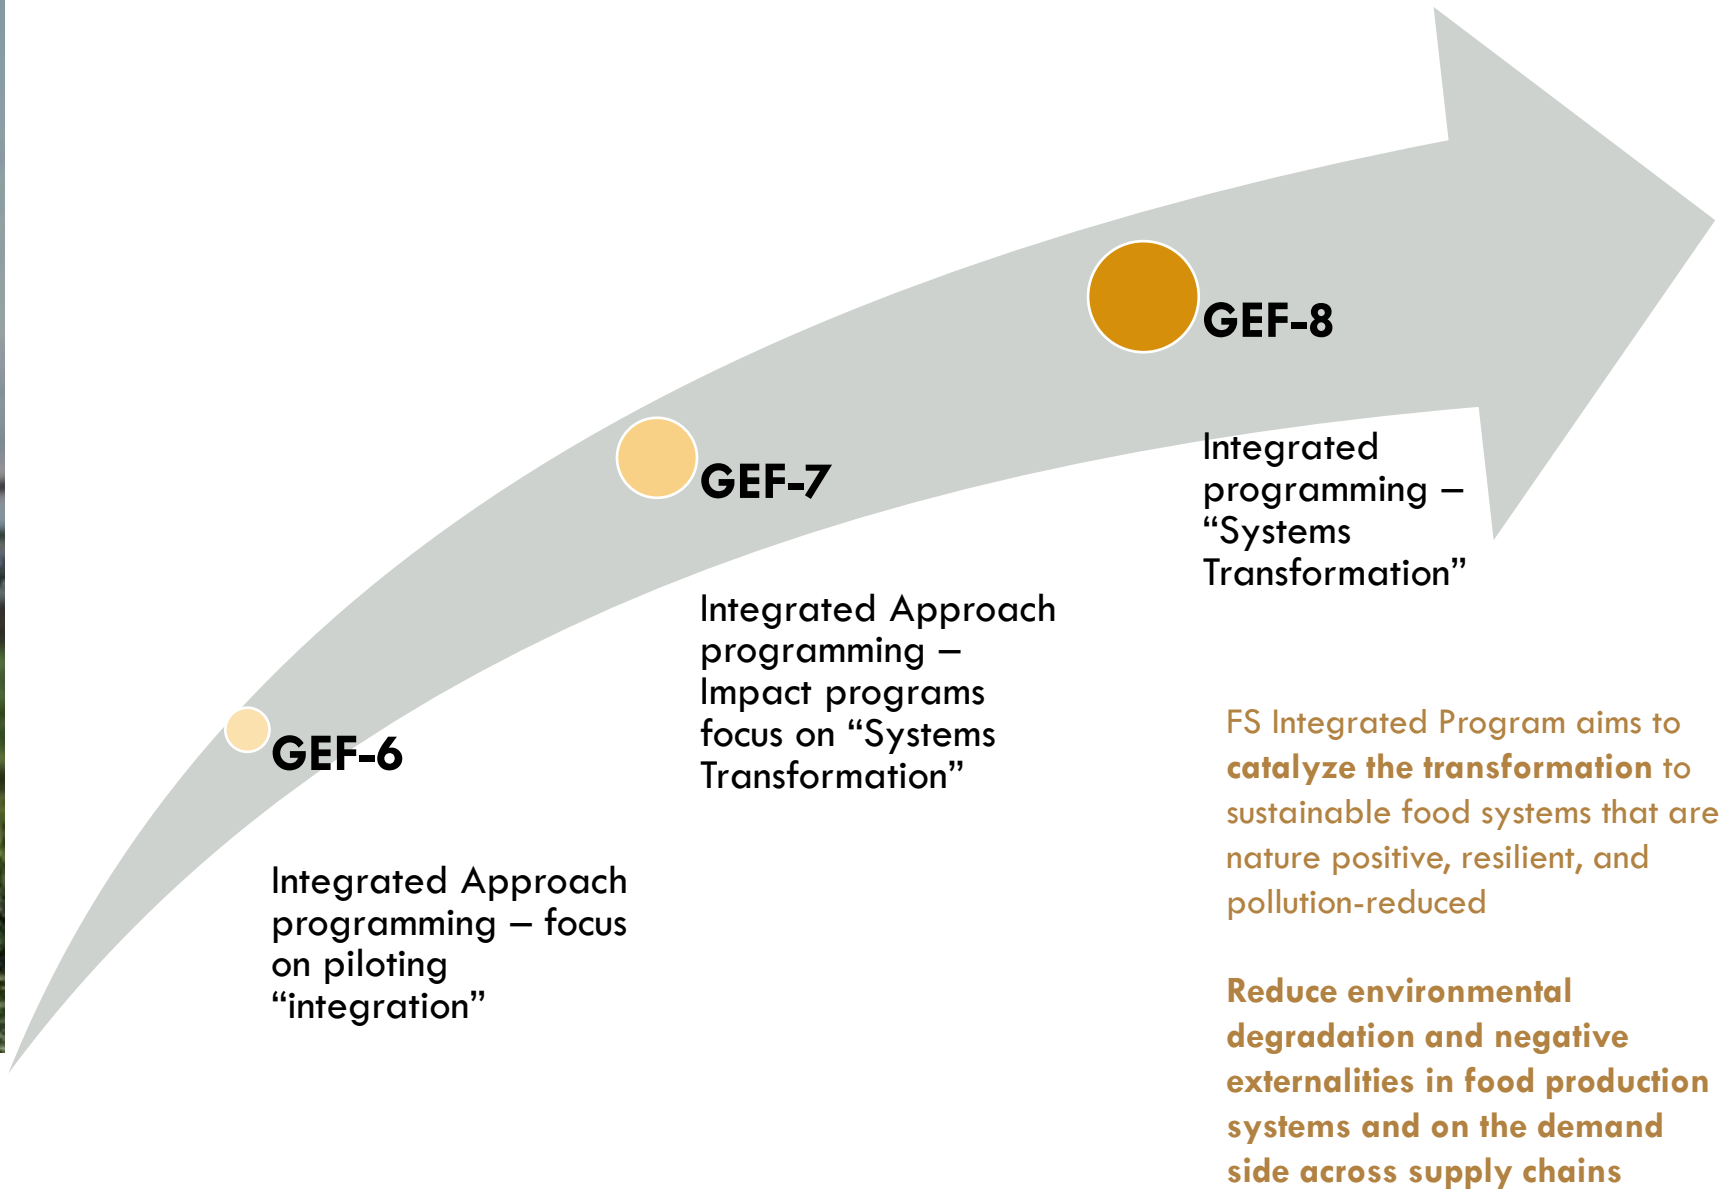 GEF-6
Integrated Approach
programming – focus
on piloting
“integration”
GEF-7
Integrated Approach
programming –
Impact programs
focus on “Systems
Transformation”
GEF-8
Integrated
programming –
“Systems
Transformation”
FS Integrated Program aims to
catalyze the transformation to
sustainable food systems that are
nature positive, resilient, and
pollution-reduced
Reduce environmental
degradation and negative
externalities in food production
systems and on the demand
side across supply chains